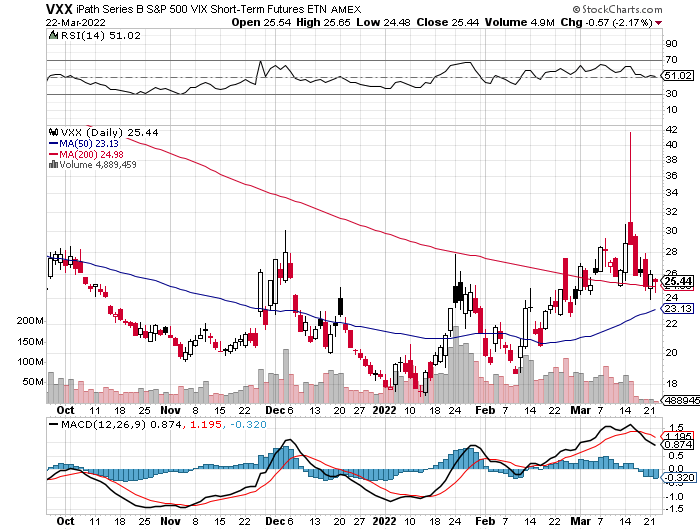 VXX iPath Series B S&P 500 VIX Short-Term Futures ETN AMEX
© StockCharts.com
22-Mar-2022
Open 25.54 High 25.65 Low 24.48 Close 25.44 Volume 4.9M Chg -0.57 (-2.17%)
RSI(14) 51.02
90
70
51.02
30
10
VXX (Daily) 25.44
MA(50) 23.13
MA(200) 24.98
Volume 4,889,459
42
40
38
36
34
32
30
28
26
25.44
24
23.13
22
20
18
200M
150M
100M
50M
4889459
Oct 11 18 25 Nov 8 15 22 Dec 6 13 20 27 2022 10 18 24 Feb 7 14 22 Mar 7 14 21
MACD(12,26,9) 0.874, 1.195, -0.320
1.5
1.195
0.874
0.5
0.0
-0.320
-1.0
-1.5
Oct 11 18 25 Nov 8 15 22 Dec 6 13 20 27 2022 10 18 24 Feb 7 14 22 Mar 7 14 21